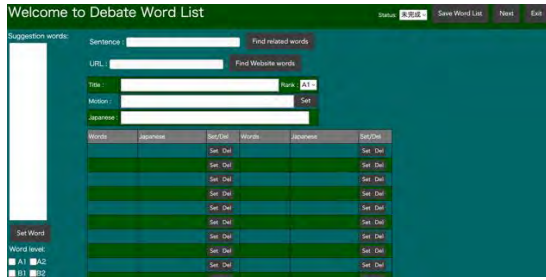 Welcome to Debate Word List
Status: 未完成
Save Word List
Next
Exit
Suggestion words:
Sentence :
Find related words
URL :
Find Website words
Title :
Rank : A1
Motion :
Set
Japanese :
Words Japanese Set/Del Words Japanese Set/Del
Set Del Set Del
Set Del Set Del
Set Del Set Del
Set Del Set Del
Set Del Set Del
Set Del Set Del
Set Del Set Del
Set Del Set Del
Set Del Set Del
Set Word
Word level:
A1 A2
B1 B2